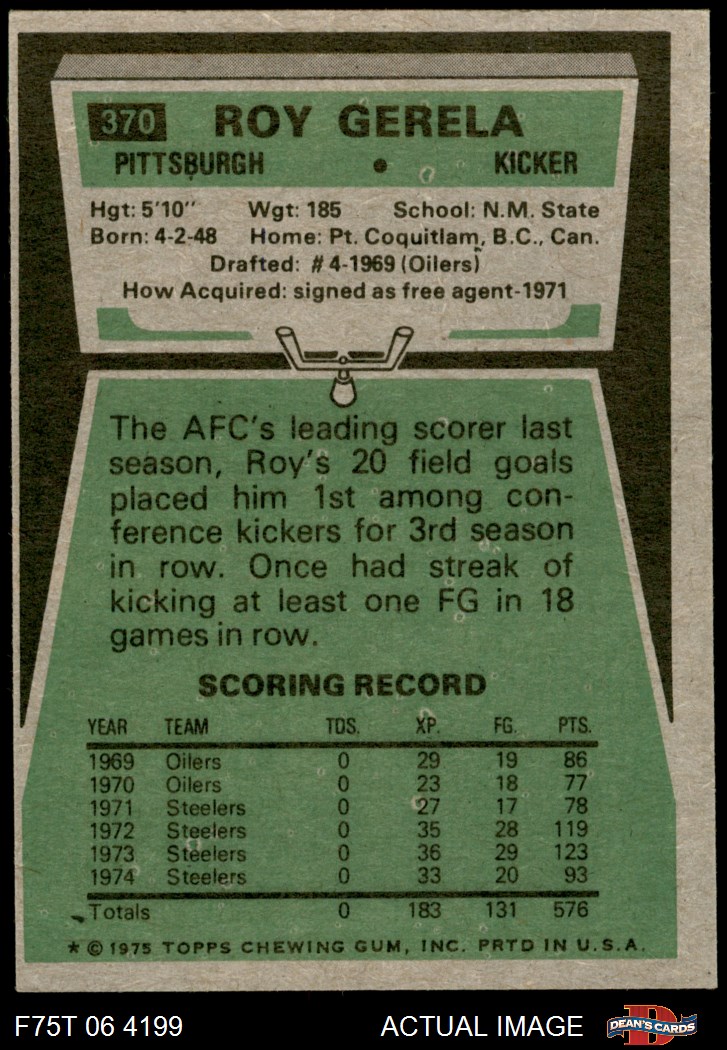 370 ROY GERELA
PITTSBURGH • KICKER
Hgt: 5'10" Wgt: 185 School: N.M. State
Born: 4-2-48 Home: Pt. Coquitlam, B.C., Can.
Drafted: #4-1969 (Oilers)
How Acquired: signed as free agent-1971
The AFC's leading scorer last
season, Roy's 20 field goals
placed him 1st among con-
ference kickers for 3rd season
in row. Once had streak of
kicking at least one FG in 18
games in row.
SCORING RECORD
YEAR TEAM TDS. XP. FG. PTS.
1969 Oilers 0 29 19 86
1970 Oilers 0 23 18 77
1971 Steelers 0 27 17 78
1972 Steelers 0 35 28 119
1973 Steelers 0 36 29 123
1974 Steelers 0 33 20 93
Totals 0 183 131 576
* © 1975 TOPPS CHEWING GUM, INC. PRTD IN U.S.A.
F75T 06 4199 ACTUAL IMAGE D DEAN'S CARDS